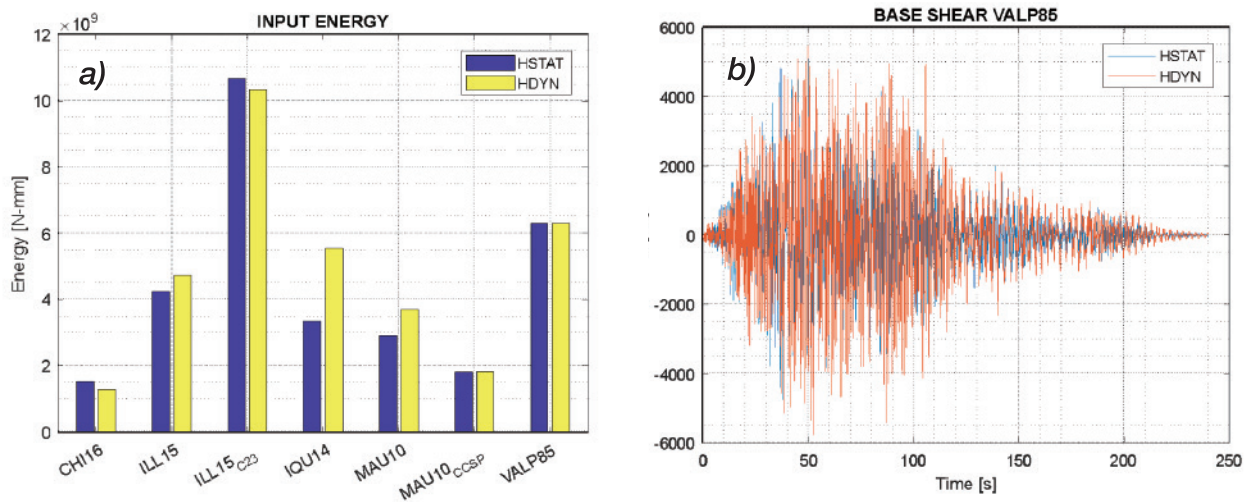 INPUT ENERGY
×10⁹
a)
HSTAT
HDYN
Energy [N-mm]
12
10
8
6
4
2
0
CHI16
ILL15
ILL15C23
IQU14
MAU10
MAU10CCSP
VALP85
BASE SHEAR VALP85
b)
HSTAT
HDYN
6000
4000
2000
0
-2000
-4000
-6000
0
50
100
150
200
250
Time [s]